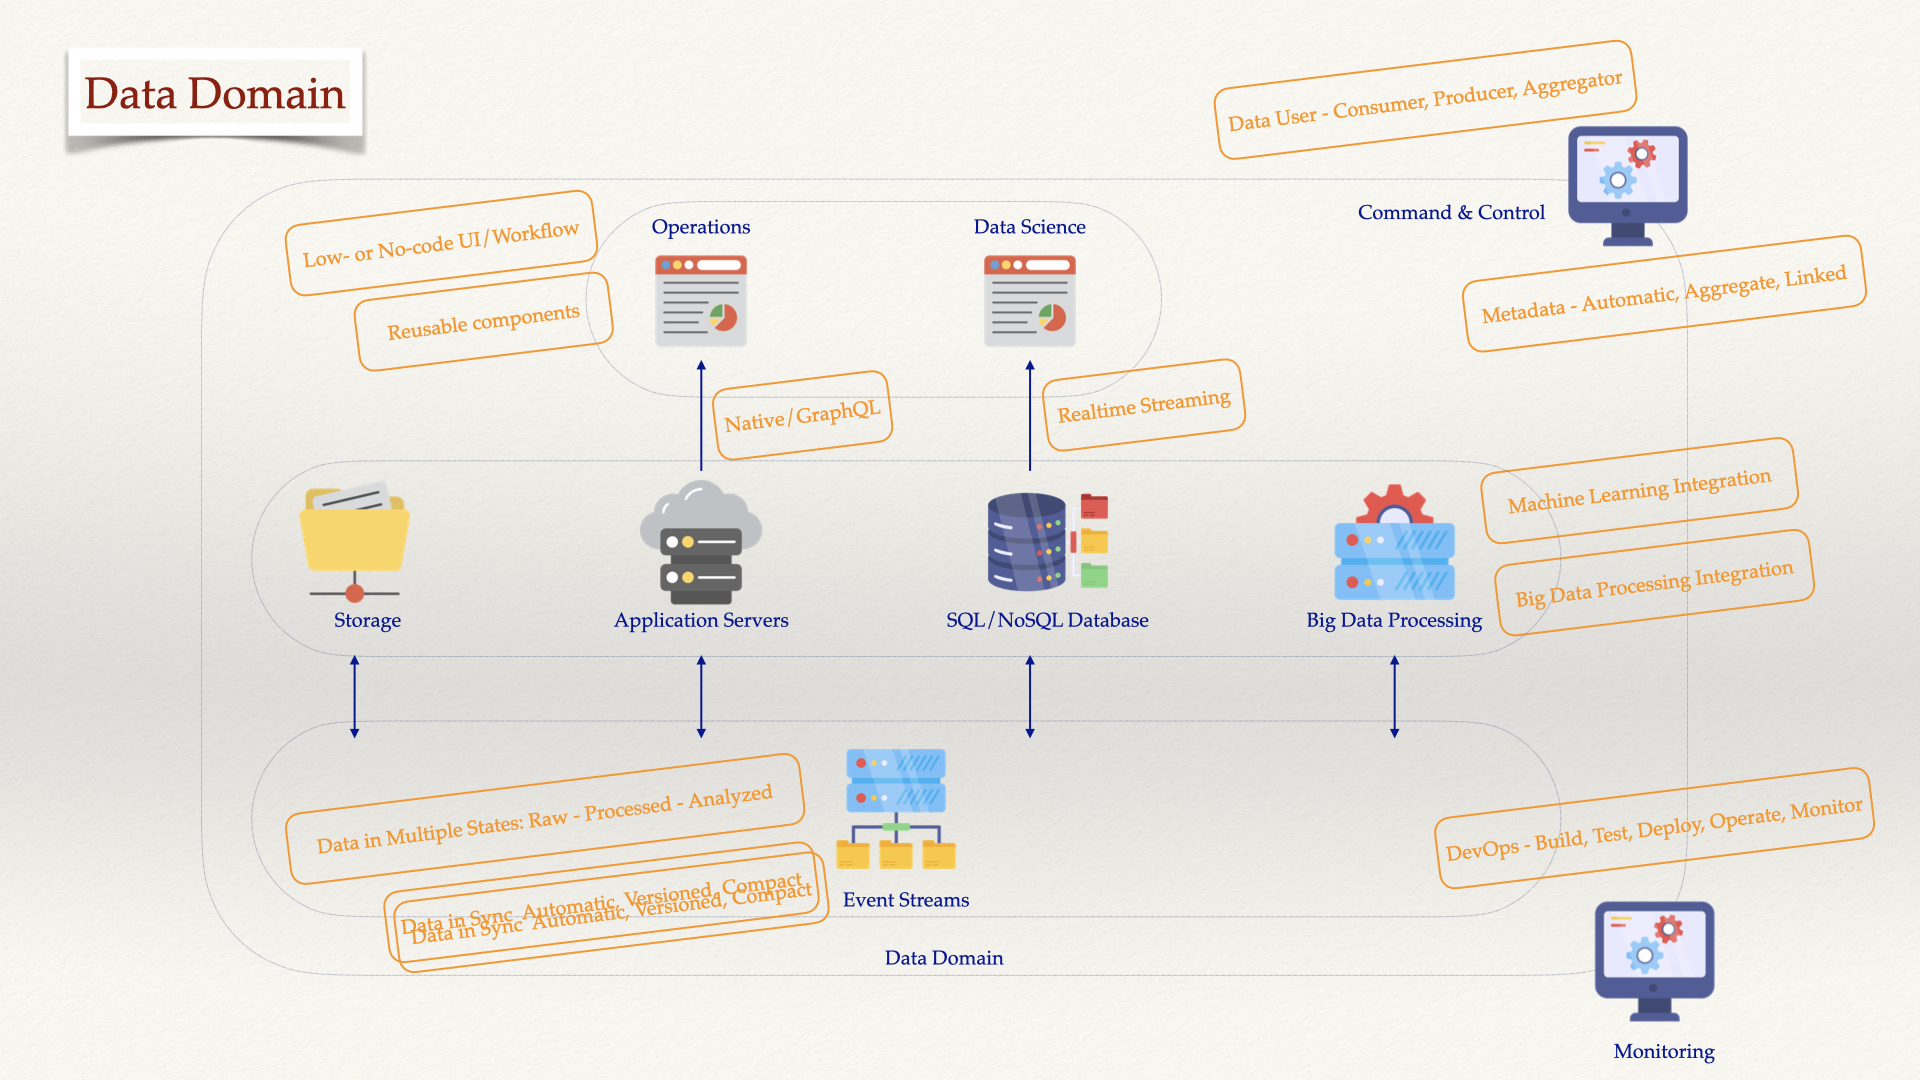 Data Domain
Data User - Consumer, Producer, Aggregator
Command & Control
Low- or No-code UI/Workflow
Operations
Data Science
Metadata - Automatic, Aggregate, Linked
Reusable components
Native/GraphQL
Realtime Streaming
Machine Learning Integration
Big Data Processing Integration
Storage
Application Servers
SQL/NoSQL Database
Big Data Processing
Data in Multiple States: Raw - Processed - Analyzed
DevOps - Build, Test, Deploy, Operate, Monitor
Data in Sync  Automatic, Versioned, Compact
Data in Sync  Automatic, Versioned, Compact
Event Streams
Data Domain
Monitoring